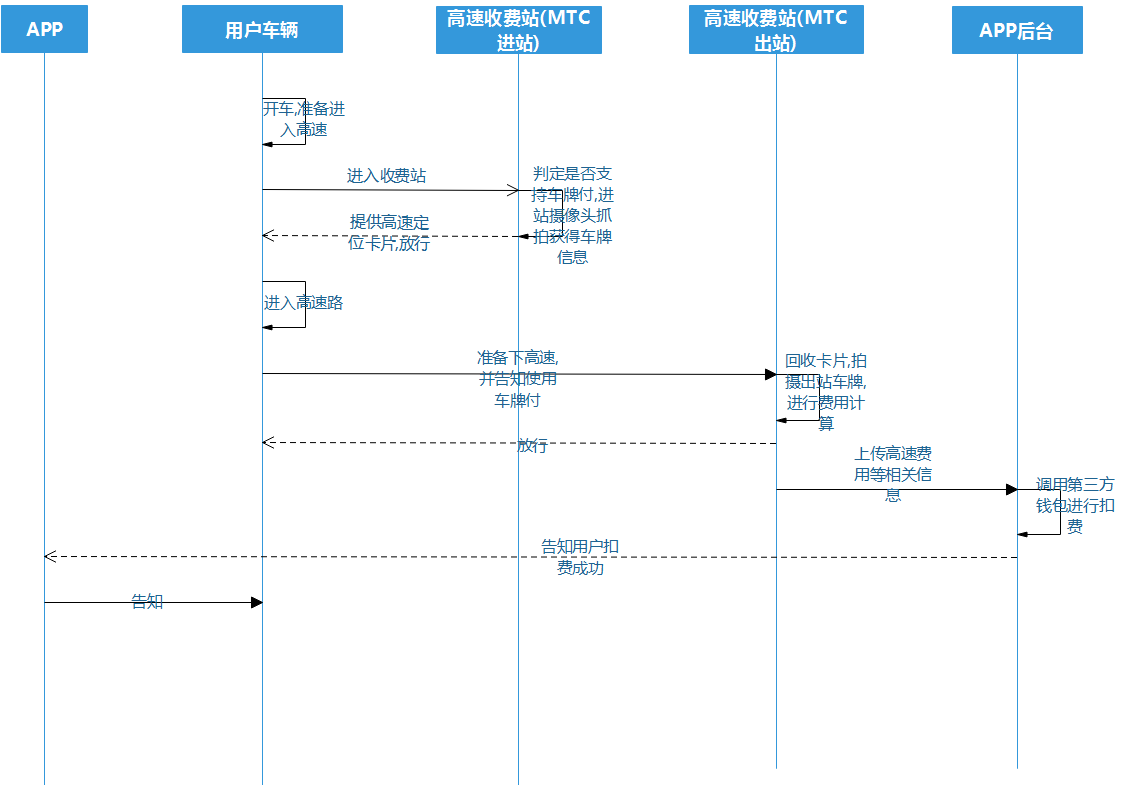 APP
用户车辆
高速收费站(MTC
进站)
高速收费站(MTC
出站)
APP后台
开车,准备进
入高速
进入收费站
判定是否支
持车牌付,进
站摄像头抓
拍获得车牌
信息
提供高速定
位卡片,放行
进入高速路
准备下高速,
并告知使用
车牌付
回收卡片,拍
摄出站车牌,
进行费用计
算
放行
上传高速费
用等相关信
息
调用第三方
钱包进行扣
费
告知用户扣
费成功
告知